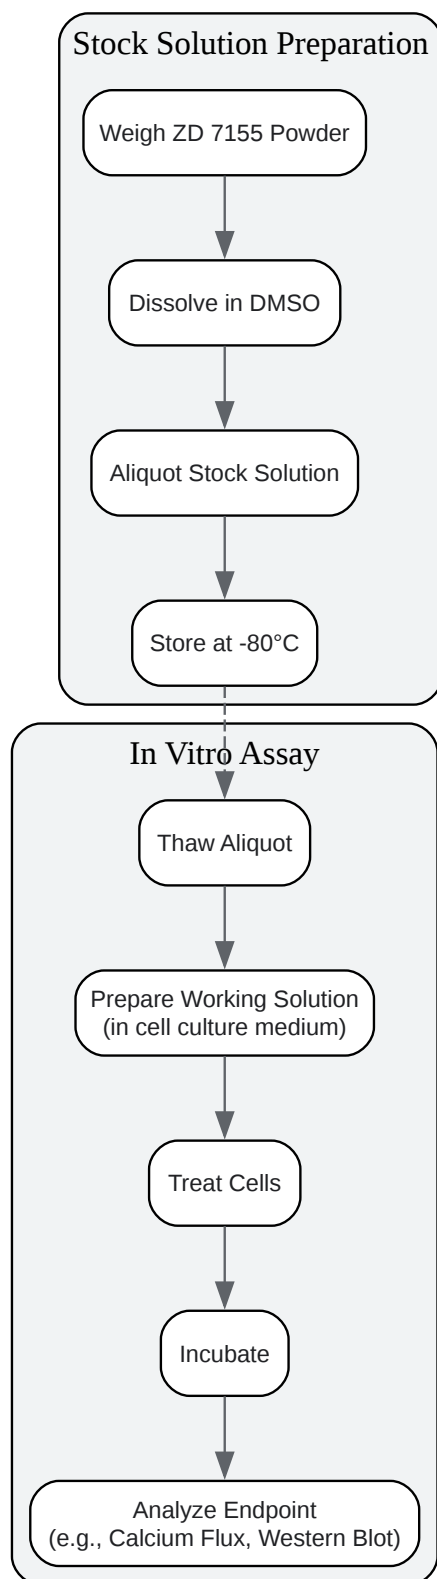 Stock Solution Preparation
Weigh ZD 7155 Powder
Dissolve in DMSO
Aliquot Stock Solution
Store at -80°C
In Vitro Assay
Thaw Aliquot
Prepare Working Solution
(in cell culture medium)
Treat Cells
Incubate
Analyze Endpoint
(e.g., Calcium Flux, Western Blot)